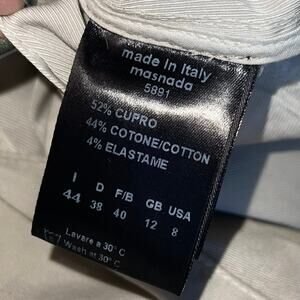 made in Italy
masnada
5891
52% CUPRO
44% COTONE/COTTON
4% ELASTAME
I D F/B GB USA
44 38 40 12 8
Lavare a 30° C
Wash at 30° C